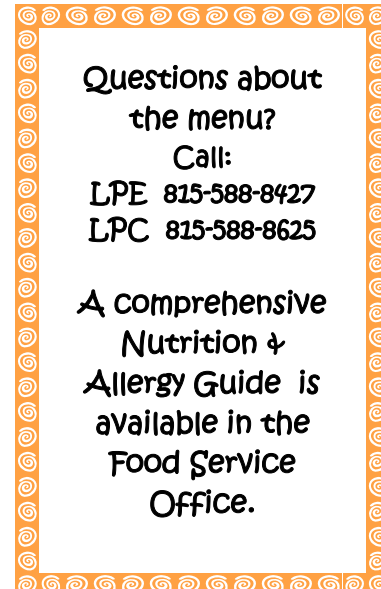 Questions about
the menu?
Call:
LPE 815-588-8427
LPC 815-588-8625
A comprehensive
Nutrition &
Allergy Guide is
available in the
Food Service
Office.